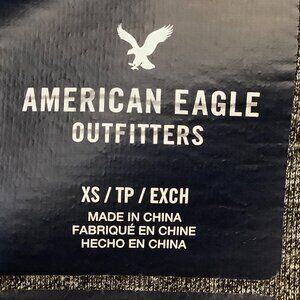 AMERICAN EAGLE
OUTFITTERS
XS / TP / EXCH
MADE IN CHINA
FABRIQUÉ EN CHINE
HECHO EN CHINA